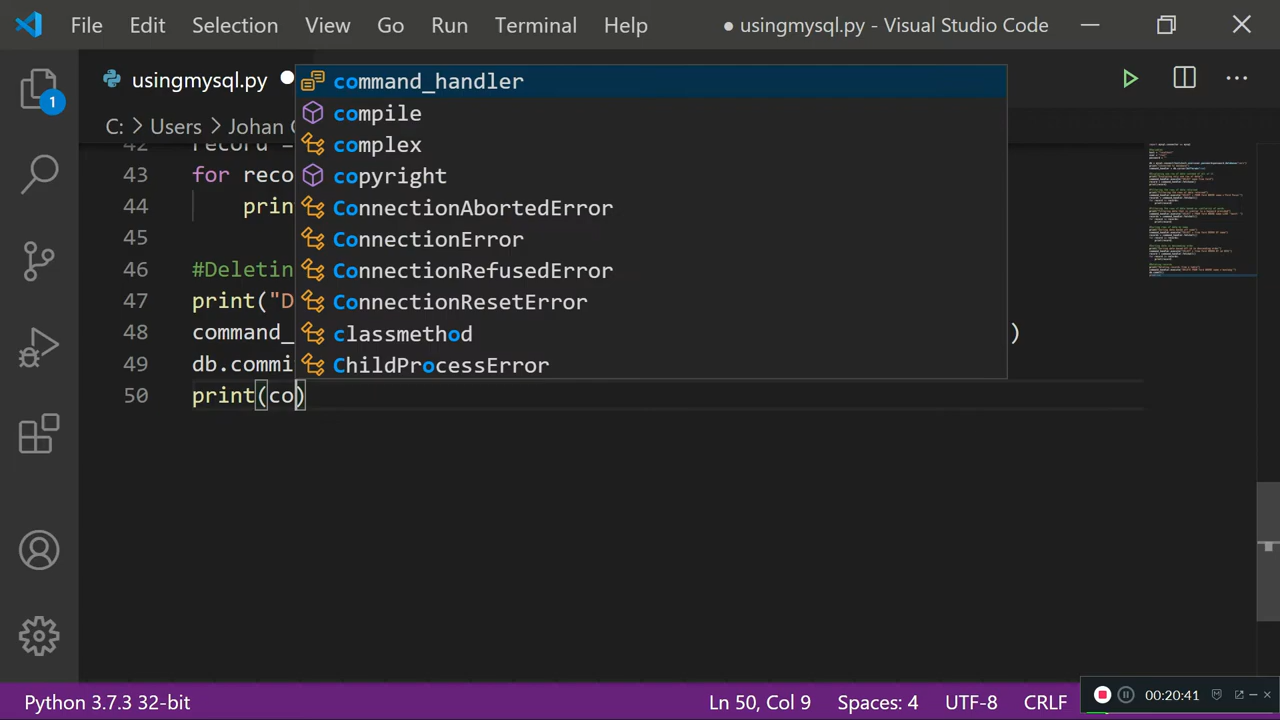 File Edit Selection View Go Run Terminal Help ● usingmysql.py - Visual Studio Code
usingmysql.py
C: > Users > Johan
1
command_handler
compile
complex
copyright
ConnectionAbortedError
ConnectionError
ConnectionRefusedError
ConnectionResetError
classmethod
ChildProcessError
42 record =
43 for reco
44 prin
45
46 #Deletin
47 print("D
48 command_ )
49 db.commi
50 print(co)
Python 3.7.3 32-bit Ln 50, Col 9 Spaces: 4 UTF-8 CRLF 00:20:41